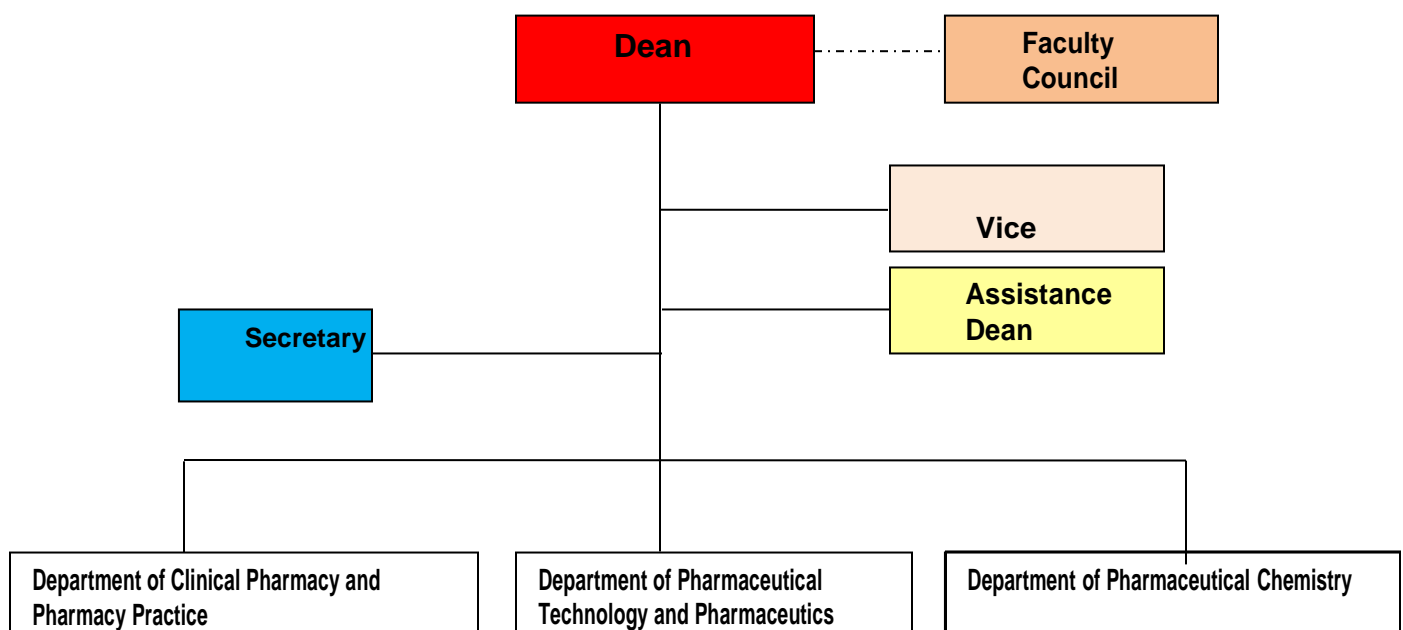 Dean
Faculty
Council
Vice
Assistance
Dean
Secretary
Department of Clinical Pharmacy and
Pharmacy Practice
Department of Pharmaceutical
Technology and Pharmaceutics
Department of Pharmaceutical Chemistry